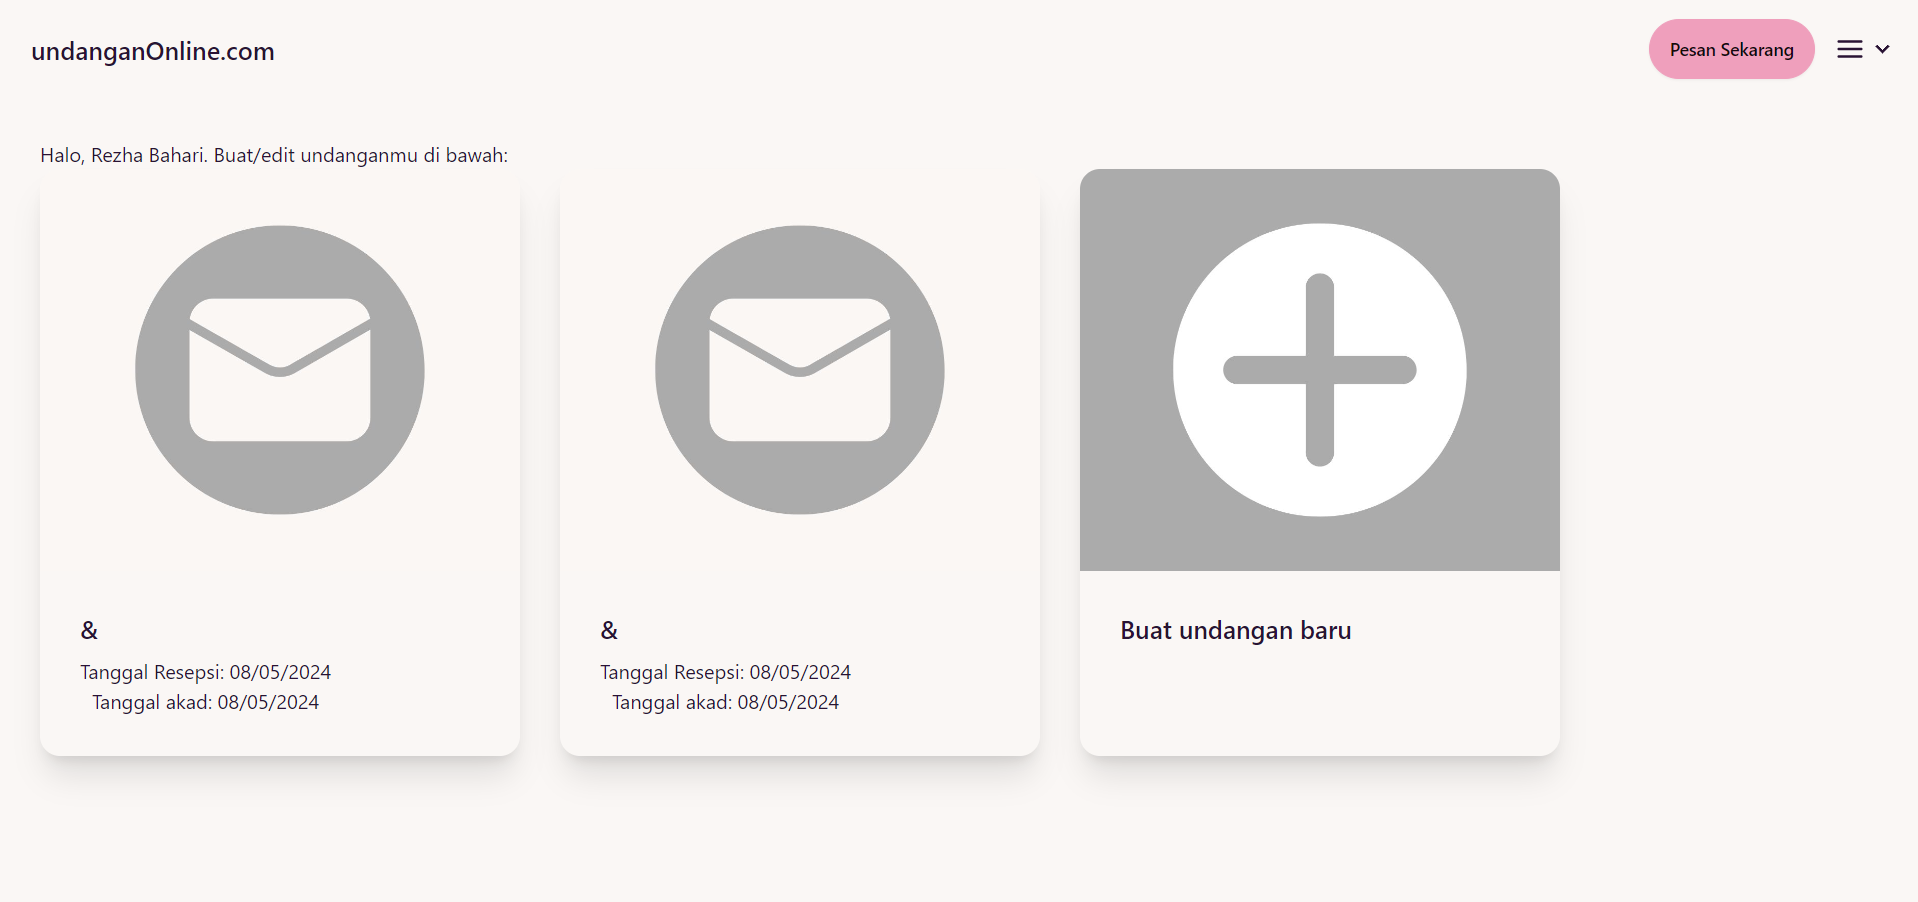 undanganOnline.com
Pesan Sekarang
Halo, Rezha Bahari. Buat/edit undanganmu di bawah:
&
Tanggal Resepsi: 08/05/2024
Tanggal akad: 08/05/2024
&
Tanggal Resepsi: 08/05/2024
Tanggal akad: 08/05/2024
Buat undangan baru